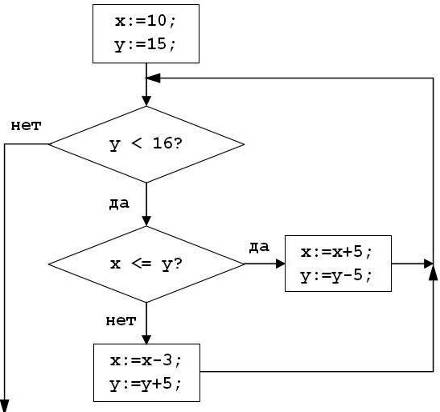 x:=10;
y:=15;
нет
y < 16?
да
да
x <= y?
x:=x+5;
y:=y-5;
нет
x:=x-3;
y:=y+5;